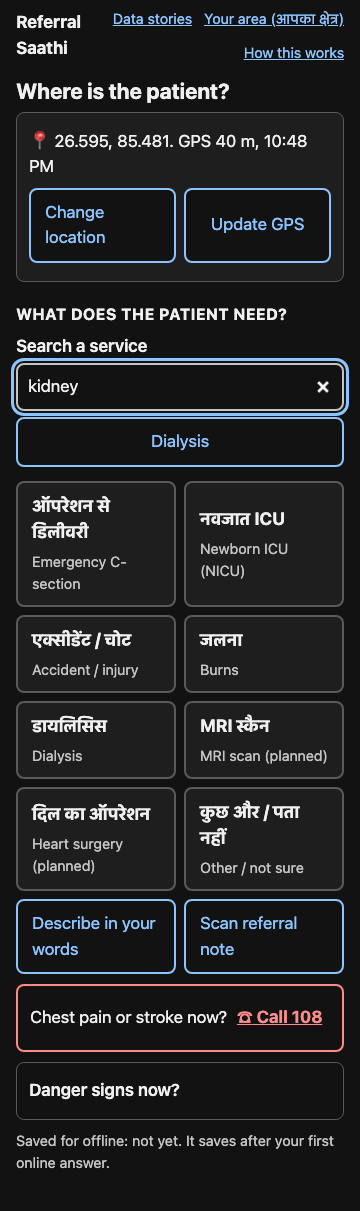 Referral Saathi
Data stories
Your area (आपका क्षेत्र)
How this works
Where is the patient?
📍 26.595, 85.481. GPS 40 m, 10:48
PM
Change
location
Update GPS
WHAT DOES THE PATIENT NEED?
Search a service
kidney ×
Dialysis
ऑपरेशन से
डिलीवरी
Emergency C-
section
नवजात ICU
Newborn ICU
(NICU)
एक्सीडेंट / चोट
Accident / injury
जलना
Burns
डायलिसिस
Dialysis
MRI स्कैन
MRI scan (planned)
दिल का ऑपरेशन
Heart surgery
(planned)
कुछ और / पता
नहीं
Other / not sure
Describe in your
words
Scan referral
note
Chest pain or stroke now? ☎ Call 108
Danger signs now?
Saved for offline: not yet. It saves after your first
online answer.